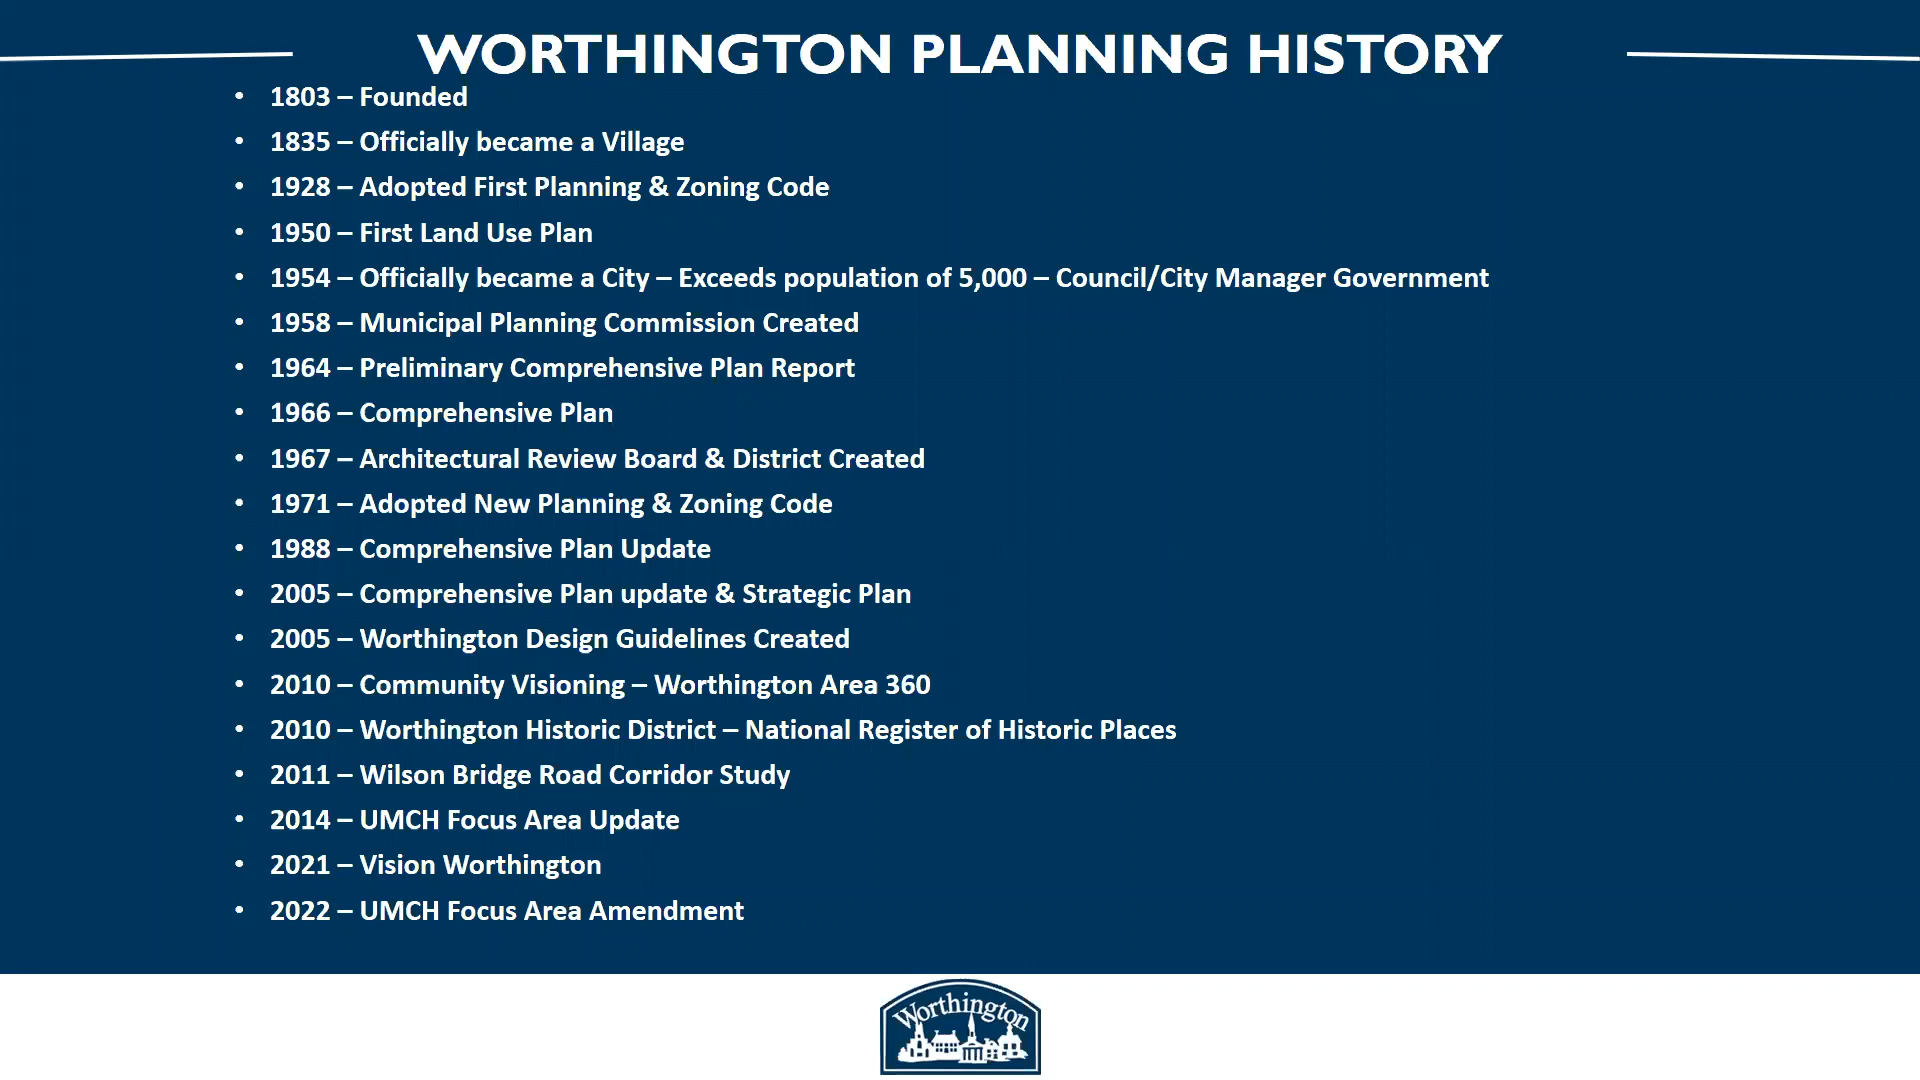 WORTHINGTON PLANNING HISTORY
• 1803 – Founded
• 1835 – Officially became a Village
• 1928 – Adopted First Planning & Zoning Code
• 1950 – First Land Use Plan
• 1954 – Officially became a City – Exceeds population of 5,000 – Council/City Manager Government
• 1958 – Municipal Planning Commission Created
• 1964 – Preliminary Comprehensive Plan Report
• 1966 – Comprehensive Plan
• 1967 – Architectural Review Board & District Created
• 1971 – Adopted New Planning & Zoning Code
• 1988 – Comprehensive Plan Update
• 2005 – Comprehensive Plan update & Strategic Plan
• 2005 – Worthington Design Guidelines Created
• 2010 – Community Visioning – Worthington Area 360
• 2010 – Worthington Historic District – National Register of Historic Places
• 2011 – Wilson Bridge Road Corridor Study
• 2014 – UMCH Focus Area Update
• 2021 – Vision Worthington
• 2022 – UMCH Focus Area Amendment
Worthington